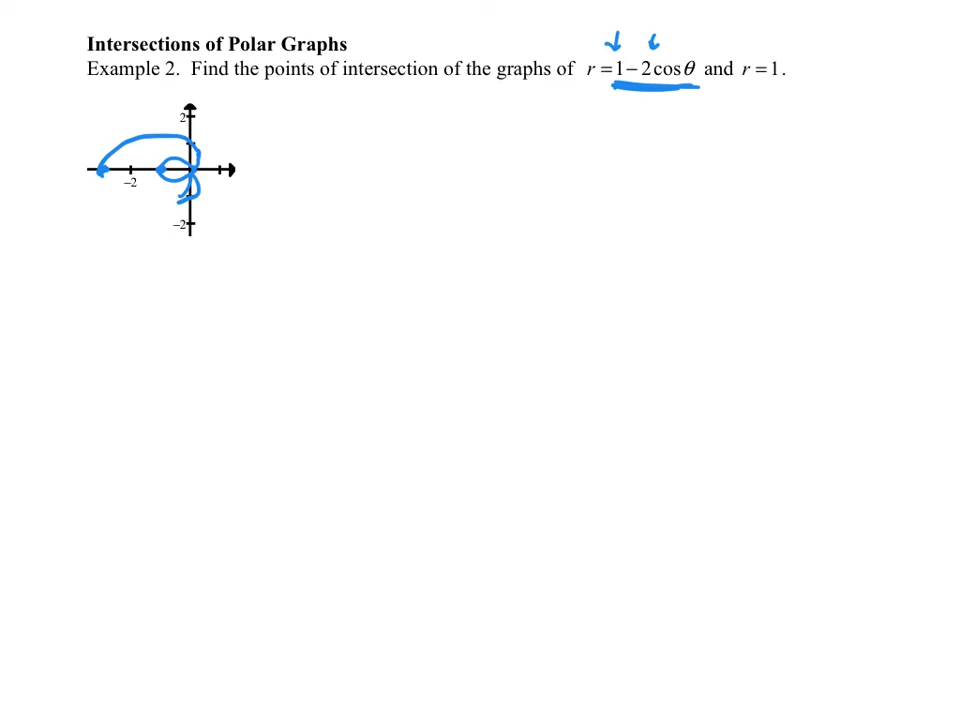 Intersections of Polar Graphs
Example 2. Find the points of intersection of the graphs of r = 1 − 2cosθ and r = 1.
2
−2
−2